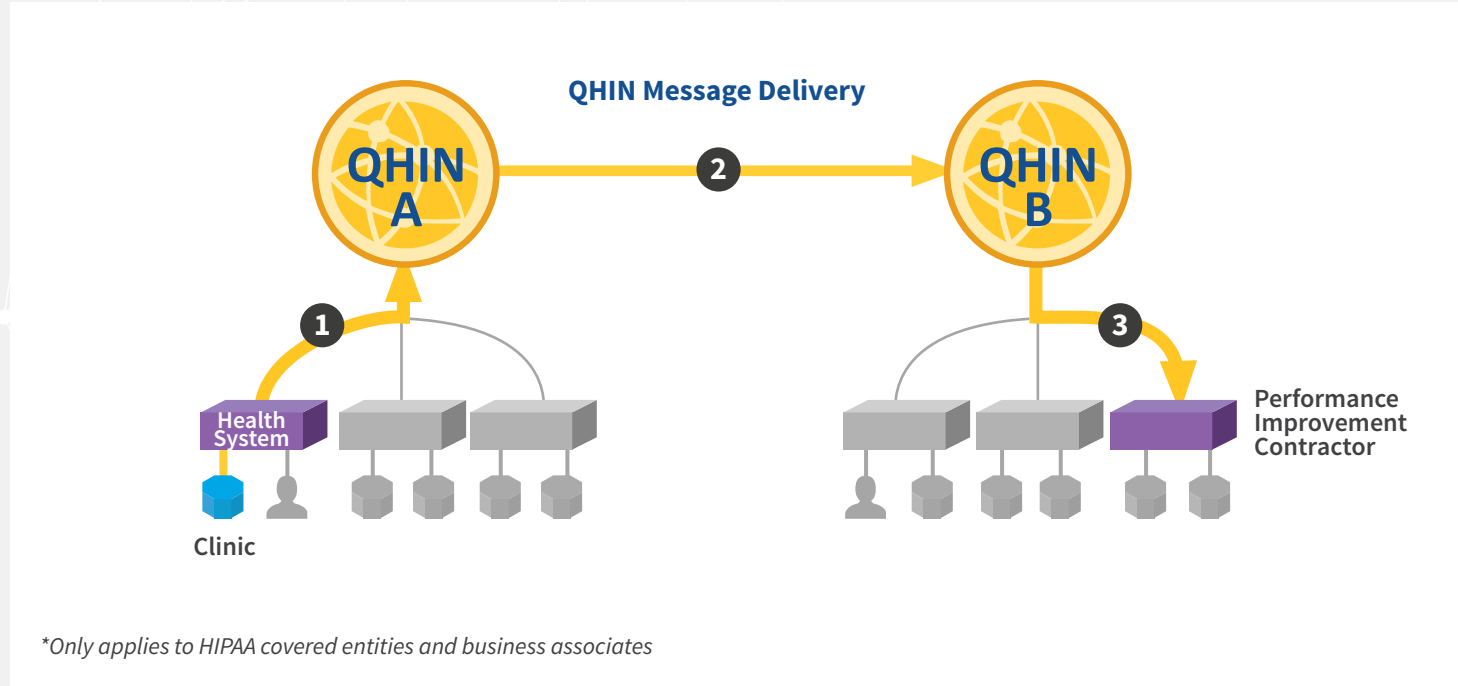 QHIN Message Delivery
QHIN
A
2
QHIN
B
1
3
Health
System
Performance
Improvement
Contractor
Clinic
*Only applies to HIPAA covered entities and business associates